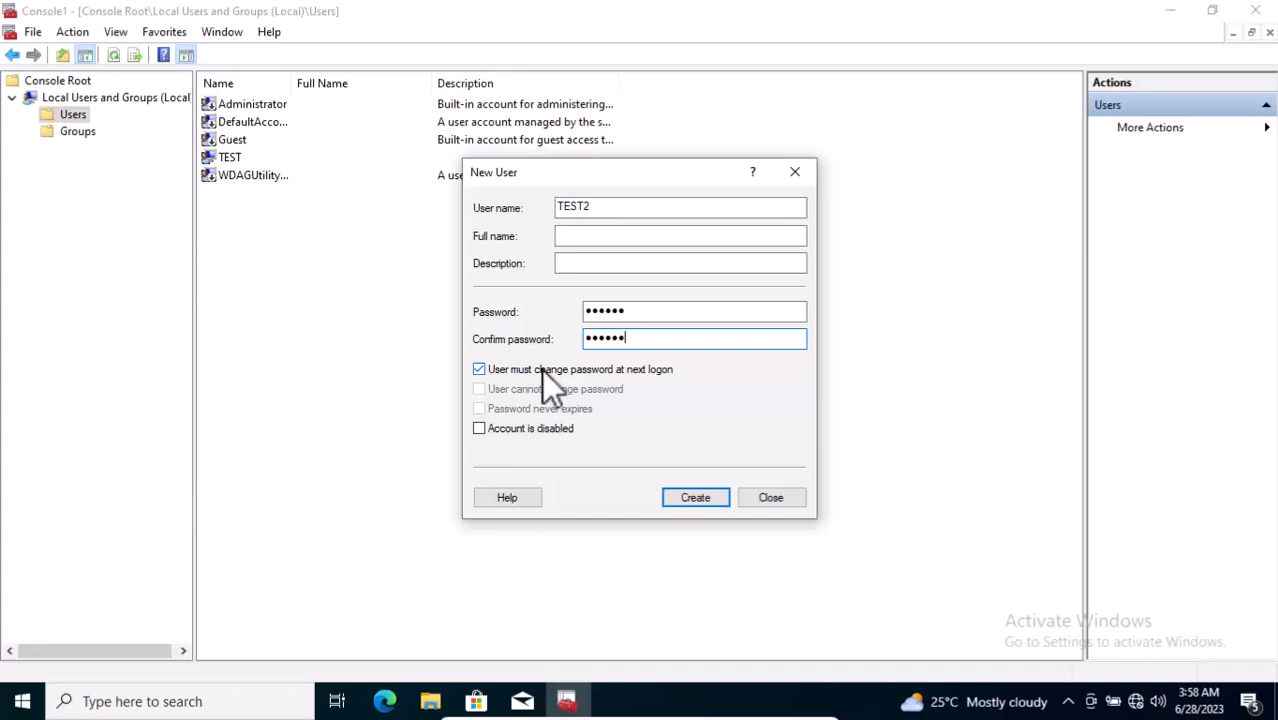 Console1 - [Console Root\Local Users and Groups (Local)\Users]
File Action View Favorites Window Help
Console Root
Local Users and Groups (Local
Users
Groups
Name Full Name Description
Administrator Built-in account for administering...
DefaultAcco... A user account managed by the s...
Guest Built-in account for guest access t...
TEST
WDAGUtility... A use
Actions
Users
More Actions
New User
User name: TEST2
Full name:
Description:
Password: ••••••
Confirm password: ••••••
User must change password at next logon
User cannot change password
Password never expires
Account is disabled
Help Create Close
Activate Windows
Go to Settings to activate Windows.
Type here to search
25°C Mostly cloudy
3:58 AM
6/28/2023
5